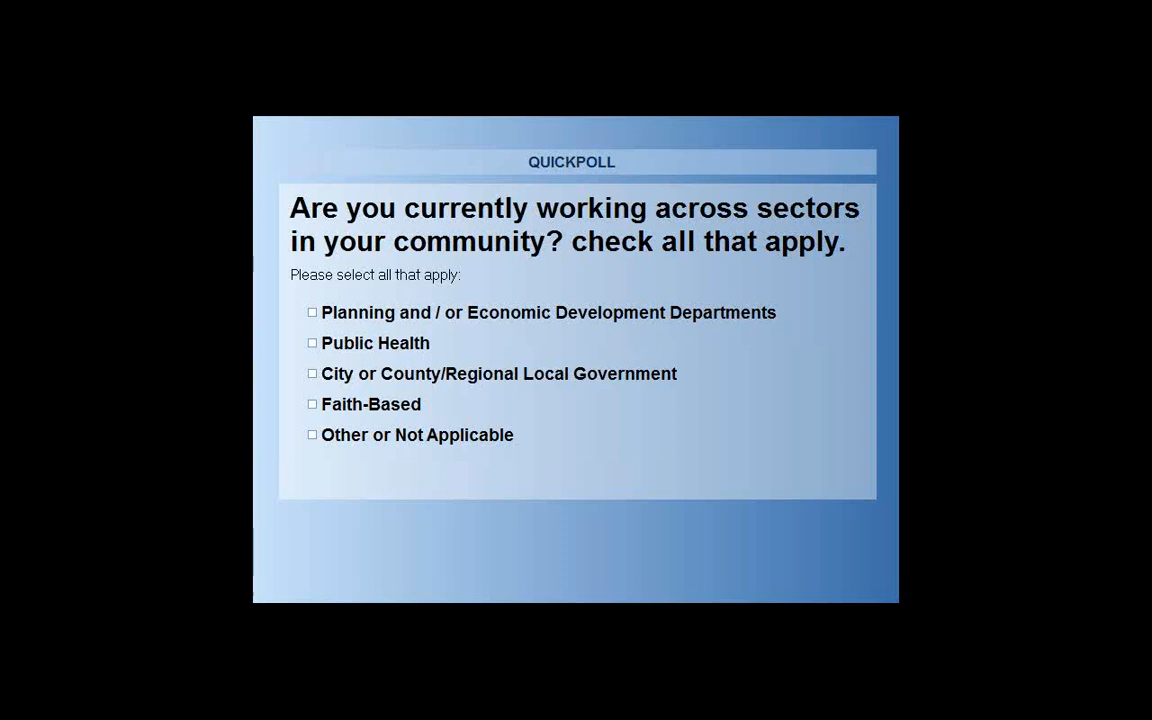 QUICKPOLL
Are you currently working across sectors
in your community? check all that apply.
Please select all that apply:
Planning and / or Economic Development Departments
Public Health
City or County/Regional Local Government
Faith-Based
Other or Not Applicable